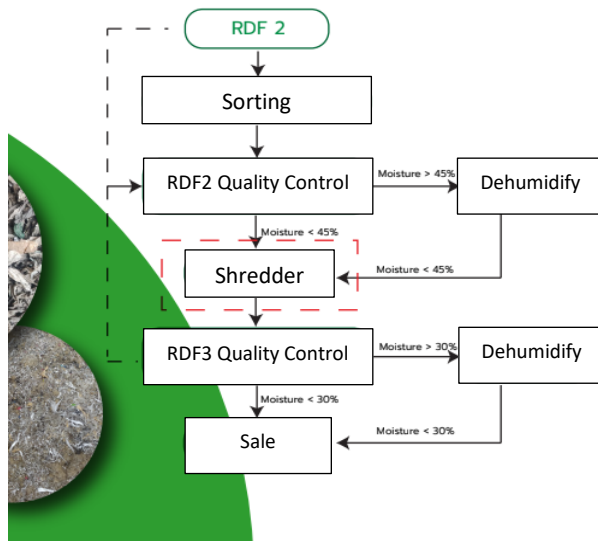 RDF 2
Sorting
RDF2 Quality Control
Moisture > 45%
Dehumidify
Moisture < 45%
Shredder
Moisture < 45%
RDF3 Quality Control
Moisture > 30%
Dehumidify
Moisture < 30%
Sale
Moisture < 30%